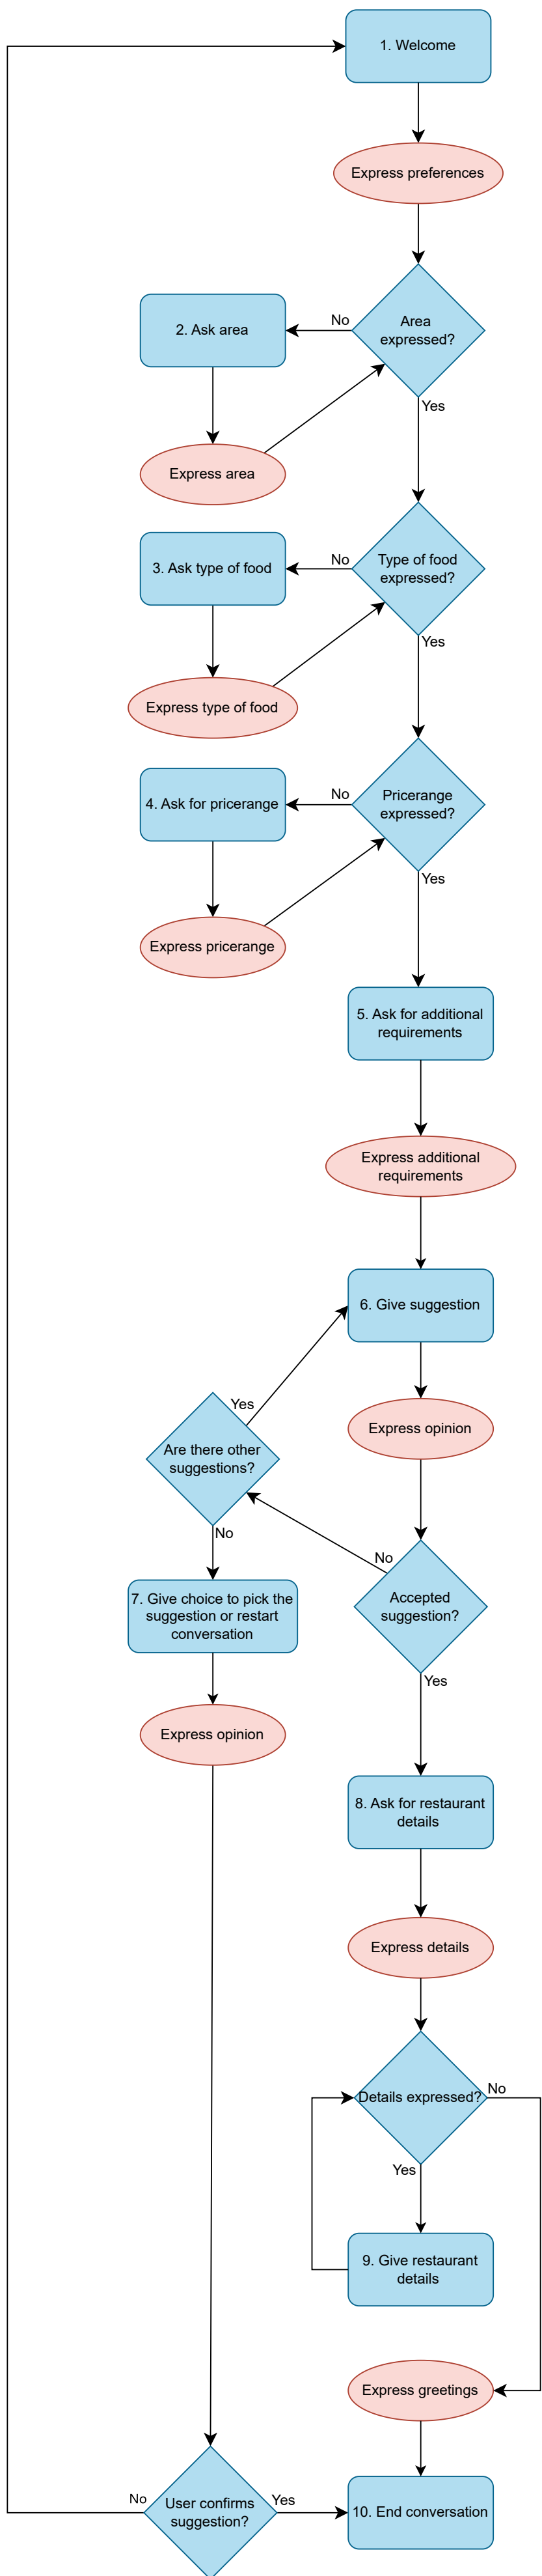 1. Welcome
Express preferences
Area
expressed?
No
2. Ask area
Yes
Express area
Type of food
expressed?
No
3. Ask type of food
Yes
Express type of food
Pricerange
expressed?
No
4. Ask for pricerange
Yes
Express pricerange
5. Ask for additional
requirements
Express additional
requirements
6. Give suggestion
Yes
Express opinion
Are there other
suggestions?
No
No
Accepted
suggestion?
7. Give choice to pick the
suggestion or restart
conversation
Yes
Express opinion
8. Ask for restaurant
details
Express details
Details expressed?
No
Yes
9. Give restaurant
details
Express greetings
No
User confirms
suggestion?
Yes
10. End conversation